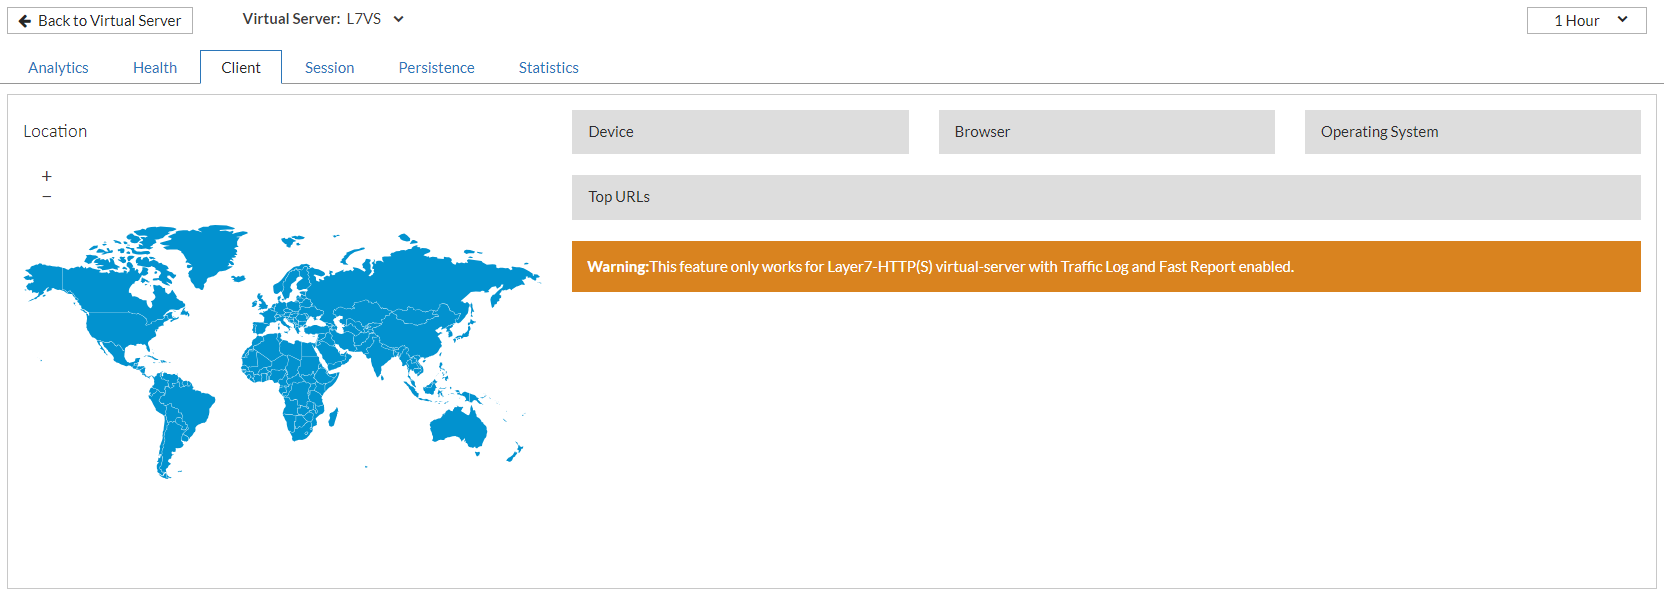 Back to Virtual Server
Virtual Server: L7VS
1 Hour
Analytics
Health
Client
Session
Persistence
Statistics
Location
+
−
Device
Browser
Operating System
Top URLs
Warning:This feature only works for Layer7-HTTP(S) virtual-server with Traffic Log and Fast Report enabled.